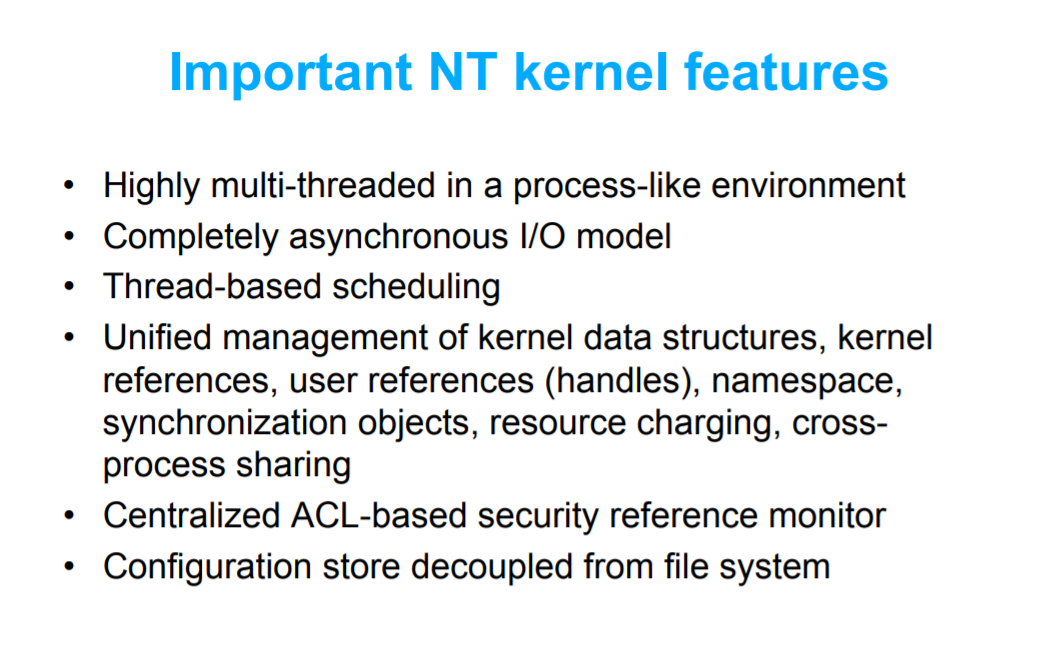 Important NT kernel features
• Highly multi-threaded in a process-like environment
• Completely asynchronous I/O model
• Thread-based scheduling
• Unified management of kernel data structures, kernel
references, user references (handles), namespace,
synchronization objects, resource charging, cross-
process sharing
• Centralized ACL-based security reference monitor
• Configuration store decoupled from file system